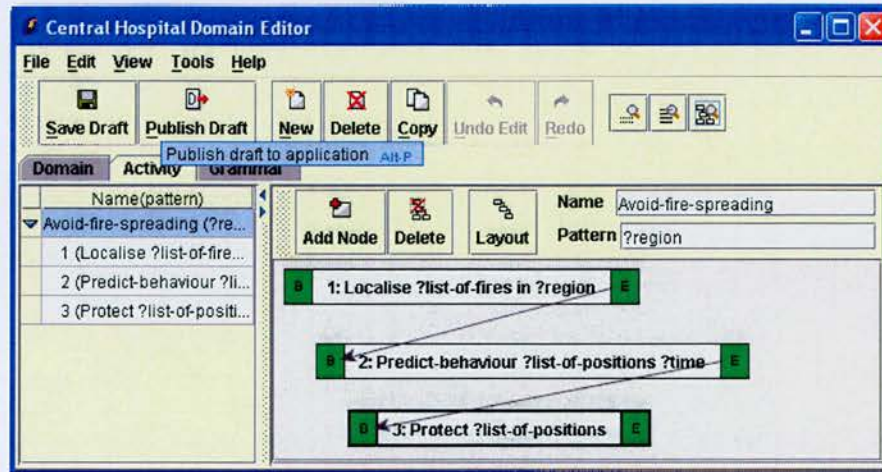 Central Hospital Domain Editor
File Edit View Tools Help
Save Draft Publish Draft New Delete Copy Undo Edit Redo
Publish draft to application Alt-P
Domain Activity Grammar
Name(pattern)
Avoid-fire-spreading (?re...
1 (Localise ?list-of-fire...
2 (Predict-behaviour ?li...
3 (Protect ?list-of-positi...
Add Node Delete Layout
Name Avoid-fire-spreading
Pattern ?region
B 1: Localise ?list-of-fires in ?region E
B 2: Predict-behaviour ?list-of-positions ?time E
B 3: Protect ?list-of-positions E